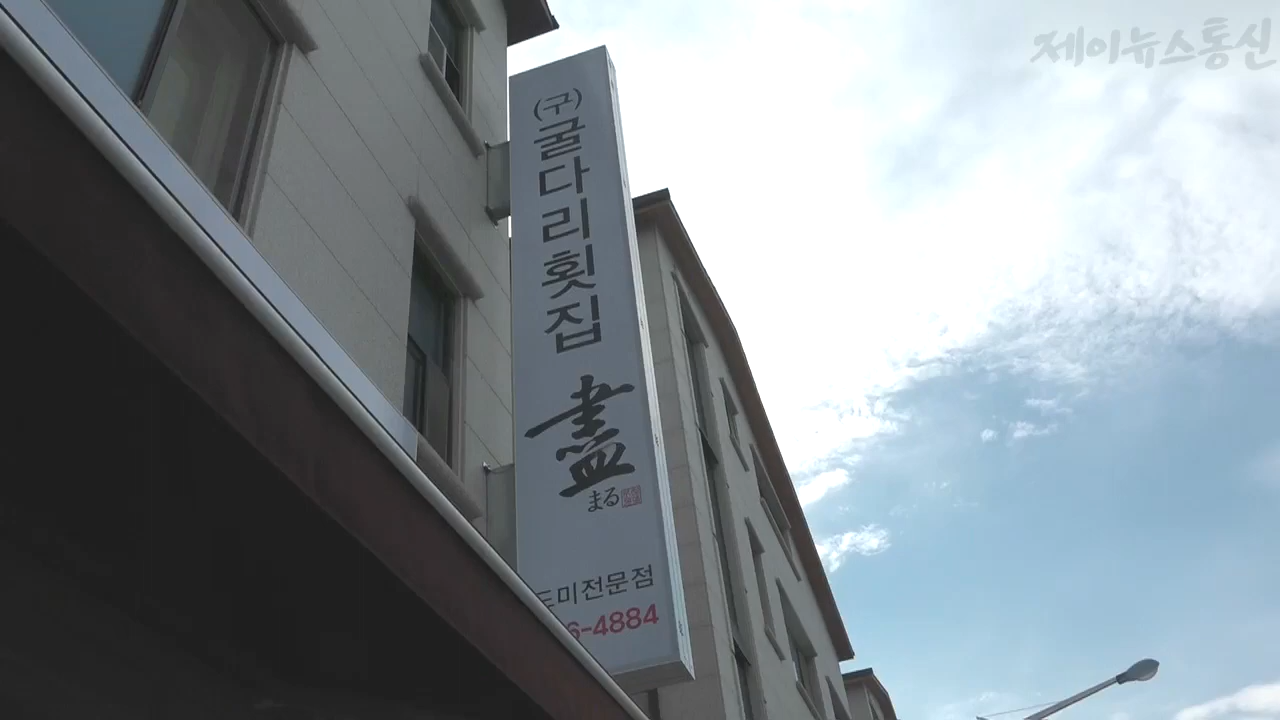 제이뉴스통신
(구)굴다리횟집
盡
まる
도미전문점
6-4884